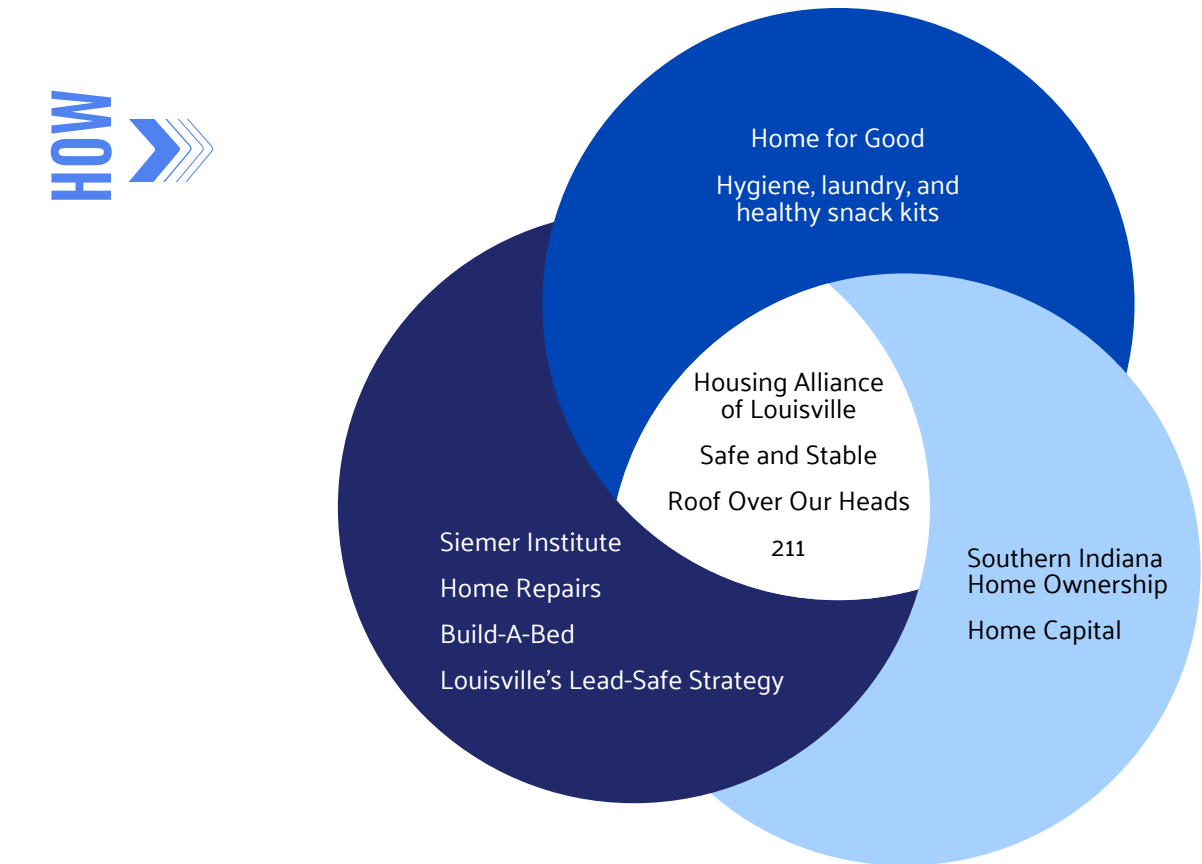 HOW
Home for Good
Hygiene, laundry, and
healthy snack kits
Housing Alliance
of Louisville
Safe and Stable
Roof Over Our Heads
211
Siemer Institute
Home Repairs
Build-A-Bed
Louisville’s Lead-Safe Strategy
Southern Indiana
Home Ownership
Home Capital